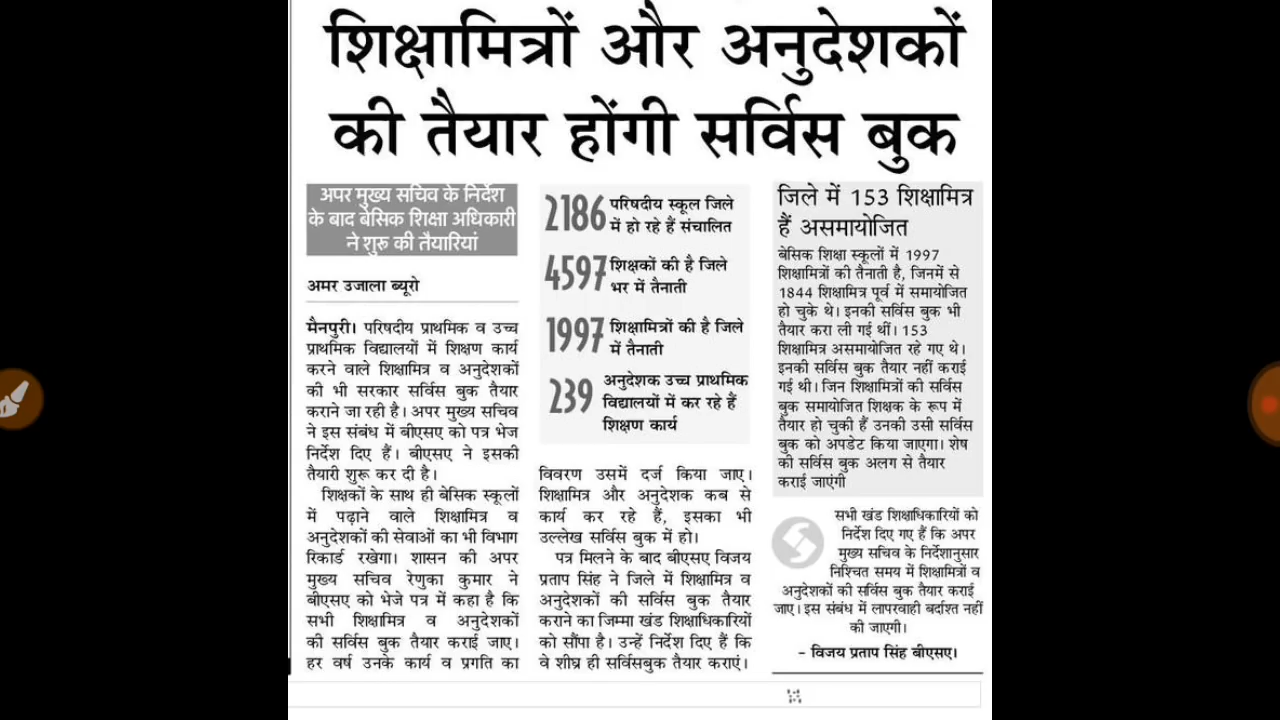 शिक्षामित्रों और अनुदेशकों
की तैयार होंगी सर्विस बुक
अपर मुख्य सचिव के निर्देश
के बाद बेसिक शिक्षा अधिकारी
ने शुरू की तैयारियां
अमर उजाला ब्यूरो
मैनपुरी। परिषदीय प्राथमिक व उच्च
प्राथमिक विद्यालयों में शिक्षण कार्य
करने वाले शिक्षामित्र व अनुदेशकों
की भी सरकार सर्विस बुक तैयार
कराने जा रही है। अपर मुख्य सचिव
ने इस संबंध में बीएसए को पत्र भेज
निर्देश दिए हैं। बीएसए ने इसकी
तैयारी शुरू कर दी है।
शिक्षकों के साथ ही बेसिक स्कूलों
में पढ़ाने वाले शिक्षामित्र व
अनुदेशकों की सेवाओं का भी विभाग
रिकार्ड रखेगा। शासन की अपर
मुख्य सचिव रेणुका कुमार ने
बीएसए को भेजे पत्र में कहा है कि
सभी शिक्षामित्र व अनुदेशकों
की सर्विस बुक तैयार कराई जाए।
हर वर्ष उनके कार्य व प्रगति का
2186 परिषदीय स्कूल जिले
में हो रहे हैं संचालित
4597 शिक्षकों की है जिले
भर में तैनाती
1997 शिक्षामित्रों की है जिले
में तैनाती
239 अनुदेशक उच्च प्राथमिक
विद्यालयों में कर रहे हैं
शिक्षण कार्य
विवरण उसमें दर्ज किया जाए।
शिक्षामित्र और अनुदेशक कब से
कार्य कर रहे हैं, इसका भी
उल्लेख सर्विस बुक में हो।
पत्र मिलने के बाद बीएसए विजय
प्रताप सिंह ने जिले में शिक्षामित्र व
अनुदेशकों की सर्विस बुक तैयार
कराने का जिम्मा खंड शिक्षाधिकारियों
को सौंपा है। उन्हें निर्देश दिए हैं कि
वे शीघ्र ही सर्विसबुक तैयार कराएं।
जिले में 153 शिक्षामित्र
हैं असमायोजित
बेसिक शिक्षा स्कूलों में 1997
शिक्षामित्रों की तैनाती है, जिनमें से
1844 शिक्षामित्र पूर्व में समायोजित
हो चुके थे। इनकी सर्विस बुक भी
तैयार करा ली गई थीं। 153
शिक्षामित्र असमायोजित रहे गए थे।
इनकी सर्विस बुक तैयार नहीं कराई
गई थी। जिन शिक्षामित्रों की सर्विस
बुक समायोजित शिक्षक के रूप में
तैयार हो चुकी हैं उनकी उसी सर्विस
बुक को अपडेट किया जाएगा। शेष
की सर्विस बुक अलग से तैयार
कराई जाएंगी
सभी खंड शिक्षाधिकारियों को
निर्देश दिए गए हैं कि अपर
मुख्य सचिव के निर्देशानुसार
निश्चित समय में शिक्षामित्रों व
अनुदेशकों की सर्विस बुक तैयार कराई
जाए। इस संबंध में लापरवाही बर्दाश्त नहीं
की जाएगी।
- विजय प्रताप सिंह बीएसए।